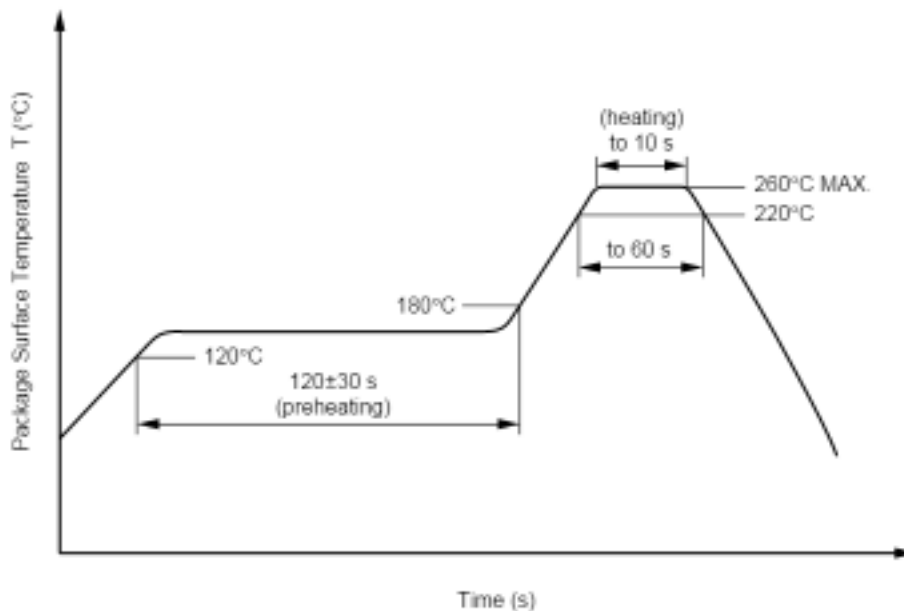 Package Surface Temperature T (°C)
(heating)
to 10 s
260°C MAX.
220°C
to 60 s
180°C
120°C
120±30 s
(preheating)
Time (s)